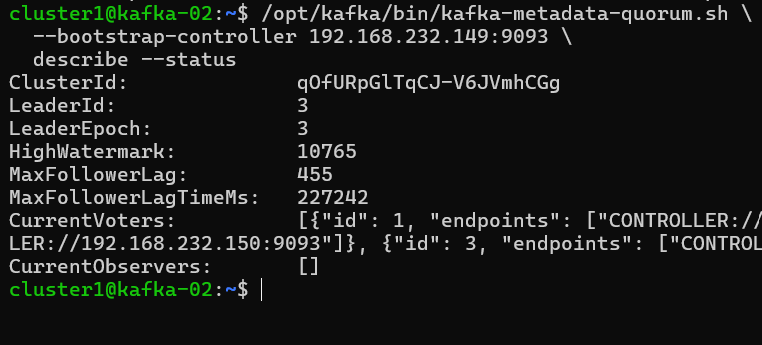 cluster1@kafka-02:~$ /opt/kafka/bin/kafka-metadata-quorum.sh \
  --bootstrap-controller 192.168.232.149:9093 \
  describe --status
ClusterId:              qOfURpGlTqCJ-V6JVmhCGg
LeaderId:               3
LeaderEpoch:            3
HighWatermark:          10765
MaxFollowerLag:         455
MaxFollowerLagTimeMs:   227242
CurrentVoters:          [{"id": 1, "endpoints": ["CONTROLLER://
LER://192.168.232.150:9093"]}, {"id": 3, "endpoints": ["CONTROL
CurrentObservers:       []
cluster1@kafka-02:~$